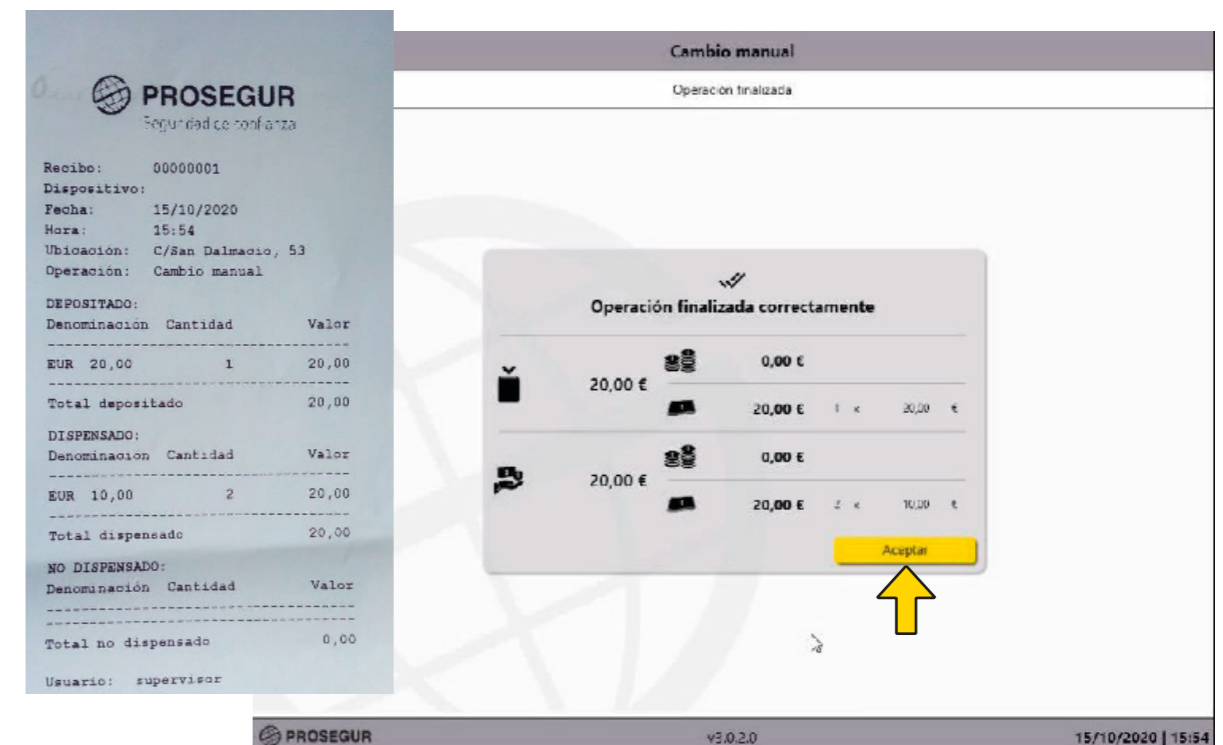 PROSEGUR
Seguridad de confianza
Recibo: 00000001
Dispositivo:
Fecha: 15/10/2020
Hora: 15:54
Ubicación: C/San Dalmacio, 53
Operación: Cambio manual
DEPOSITADO:
Denominación Cantidad Valor
EUR 20,00 1 20,00
Total depositado 20,00
DISPENSADO:
Denominación Cantidad Valor
EUR 10,00 2 20,00
Total dispensado 20,00
NO DISPENSADO:
Denominación Cantidad Valor
Total no dispensado 0,00
Usuario: supervisor
Cambio manual
Operación finalizada
Operación finalizada correctamente
20,00 €
0,00 €
20,00 € 1 x 20,00 €
20,00 €
0,00 €
20,00 € 2 x 10,00 €
Aceptar
PROSEGUR v3.0.2.0 15/10/2020 | 15:54